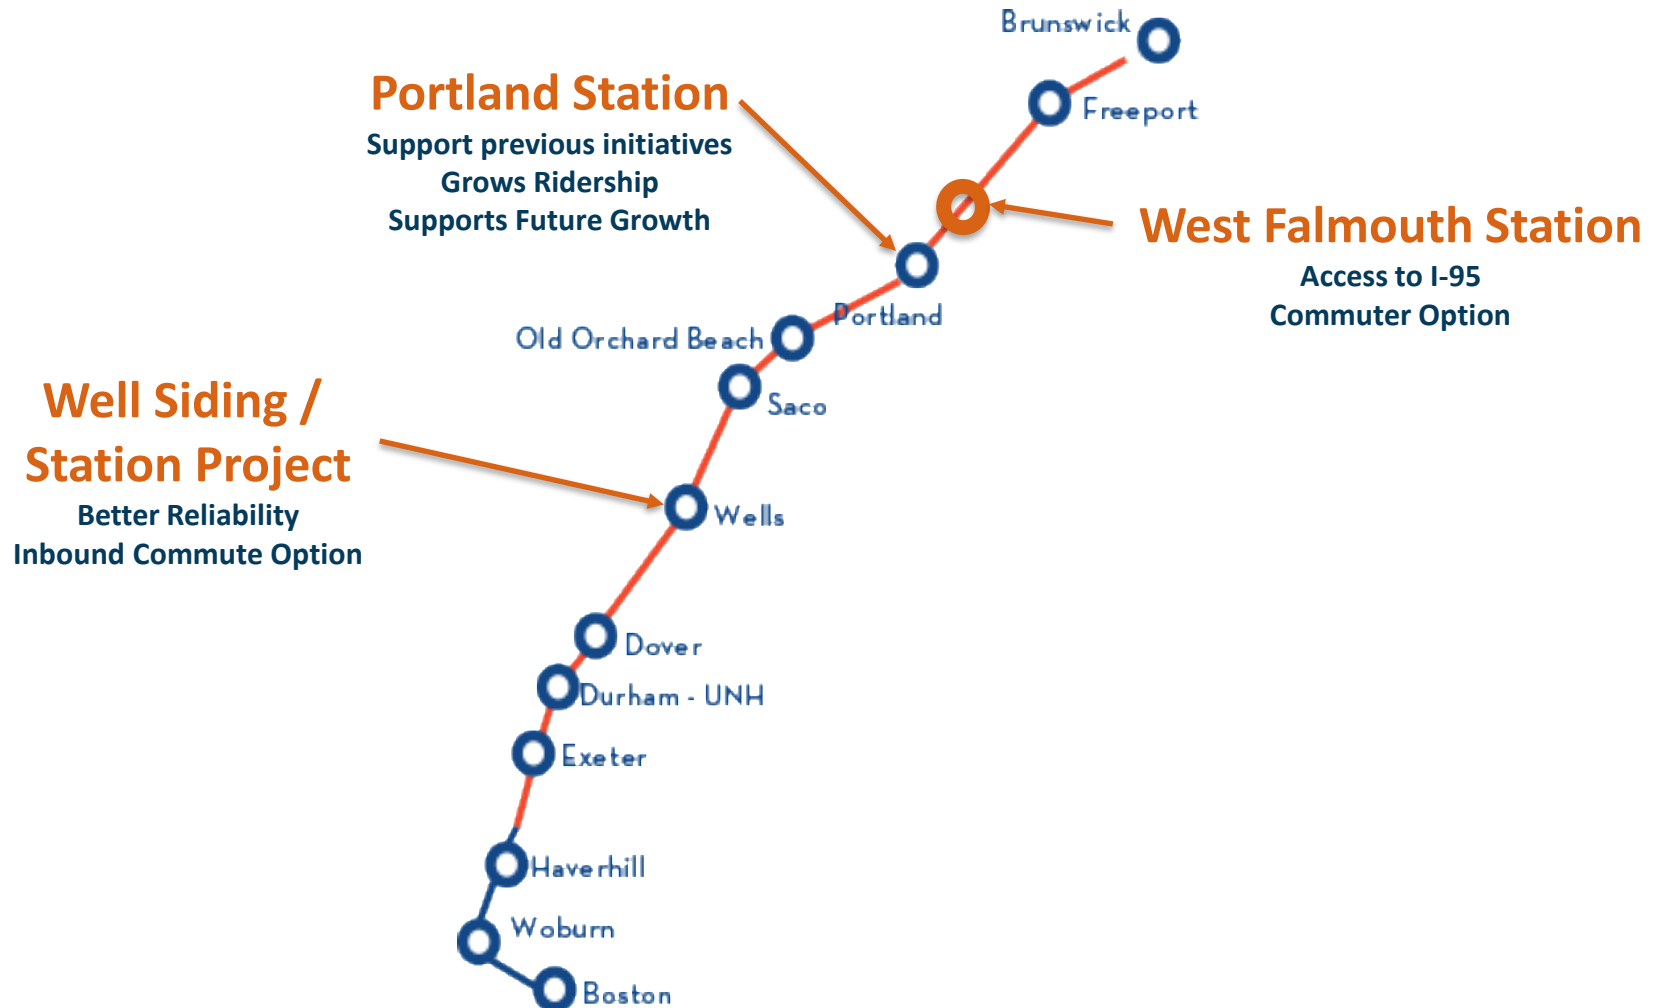 Brunswick
Portland Station
Support previous initiatives
Grows Ridership
Supports Future Growth
Freeport
West Falmouth Station
Access to I-95
Commuter Option
Portland
Old Orchard Beach
Saco
Well Siding /
Station Project
Better Reliability
Inbound Commute Option
Wells
Dover
Durham - UNH
Exeter
Haverhill
Woburn
Boston